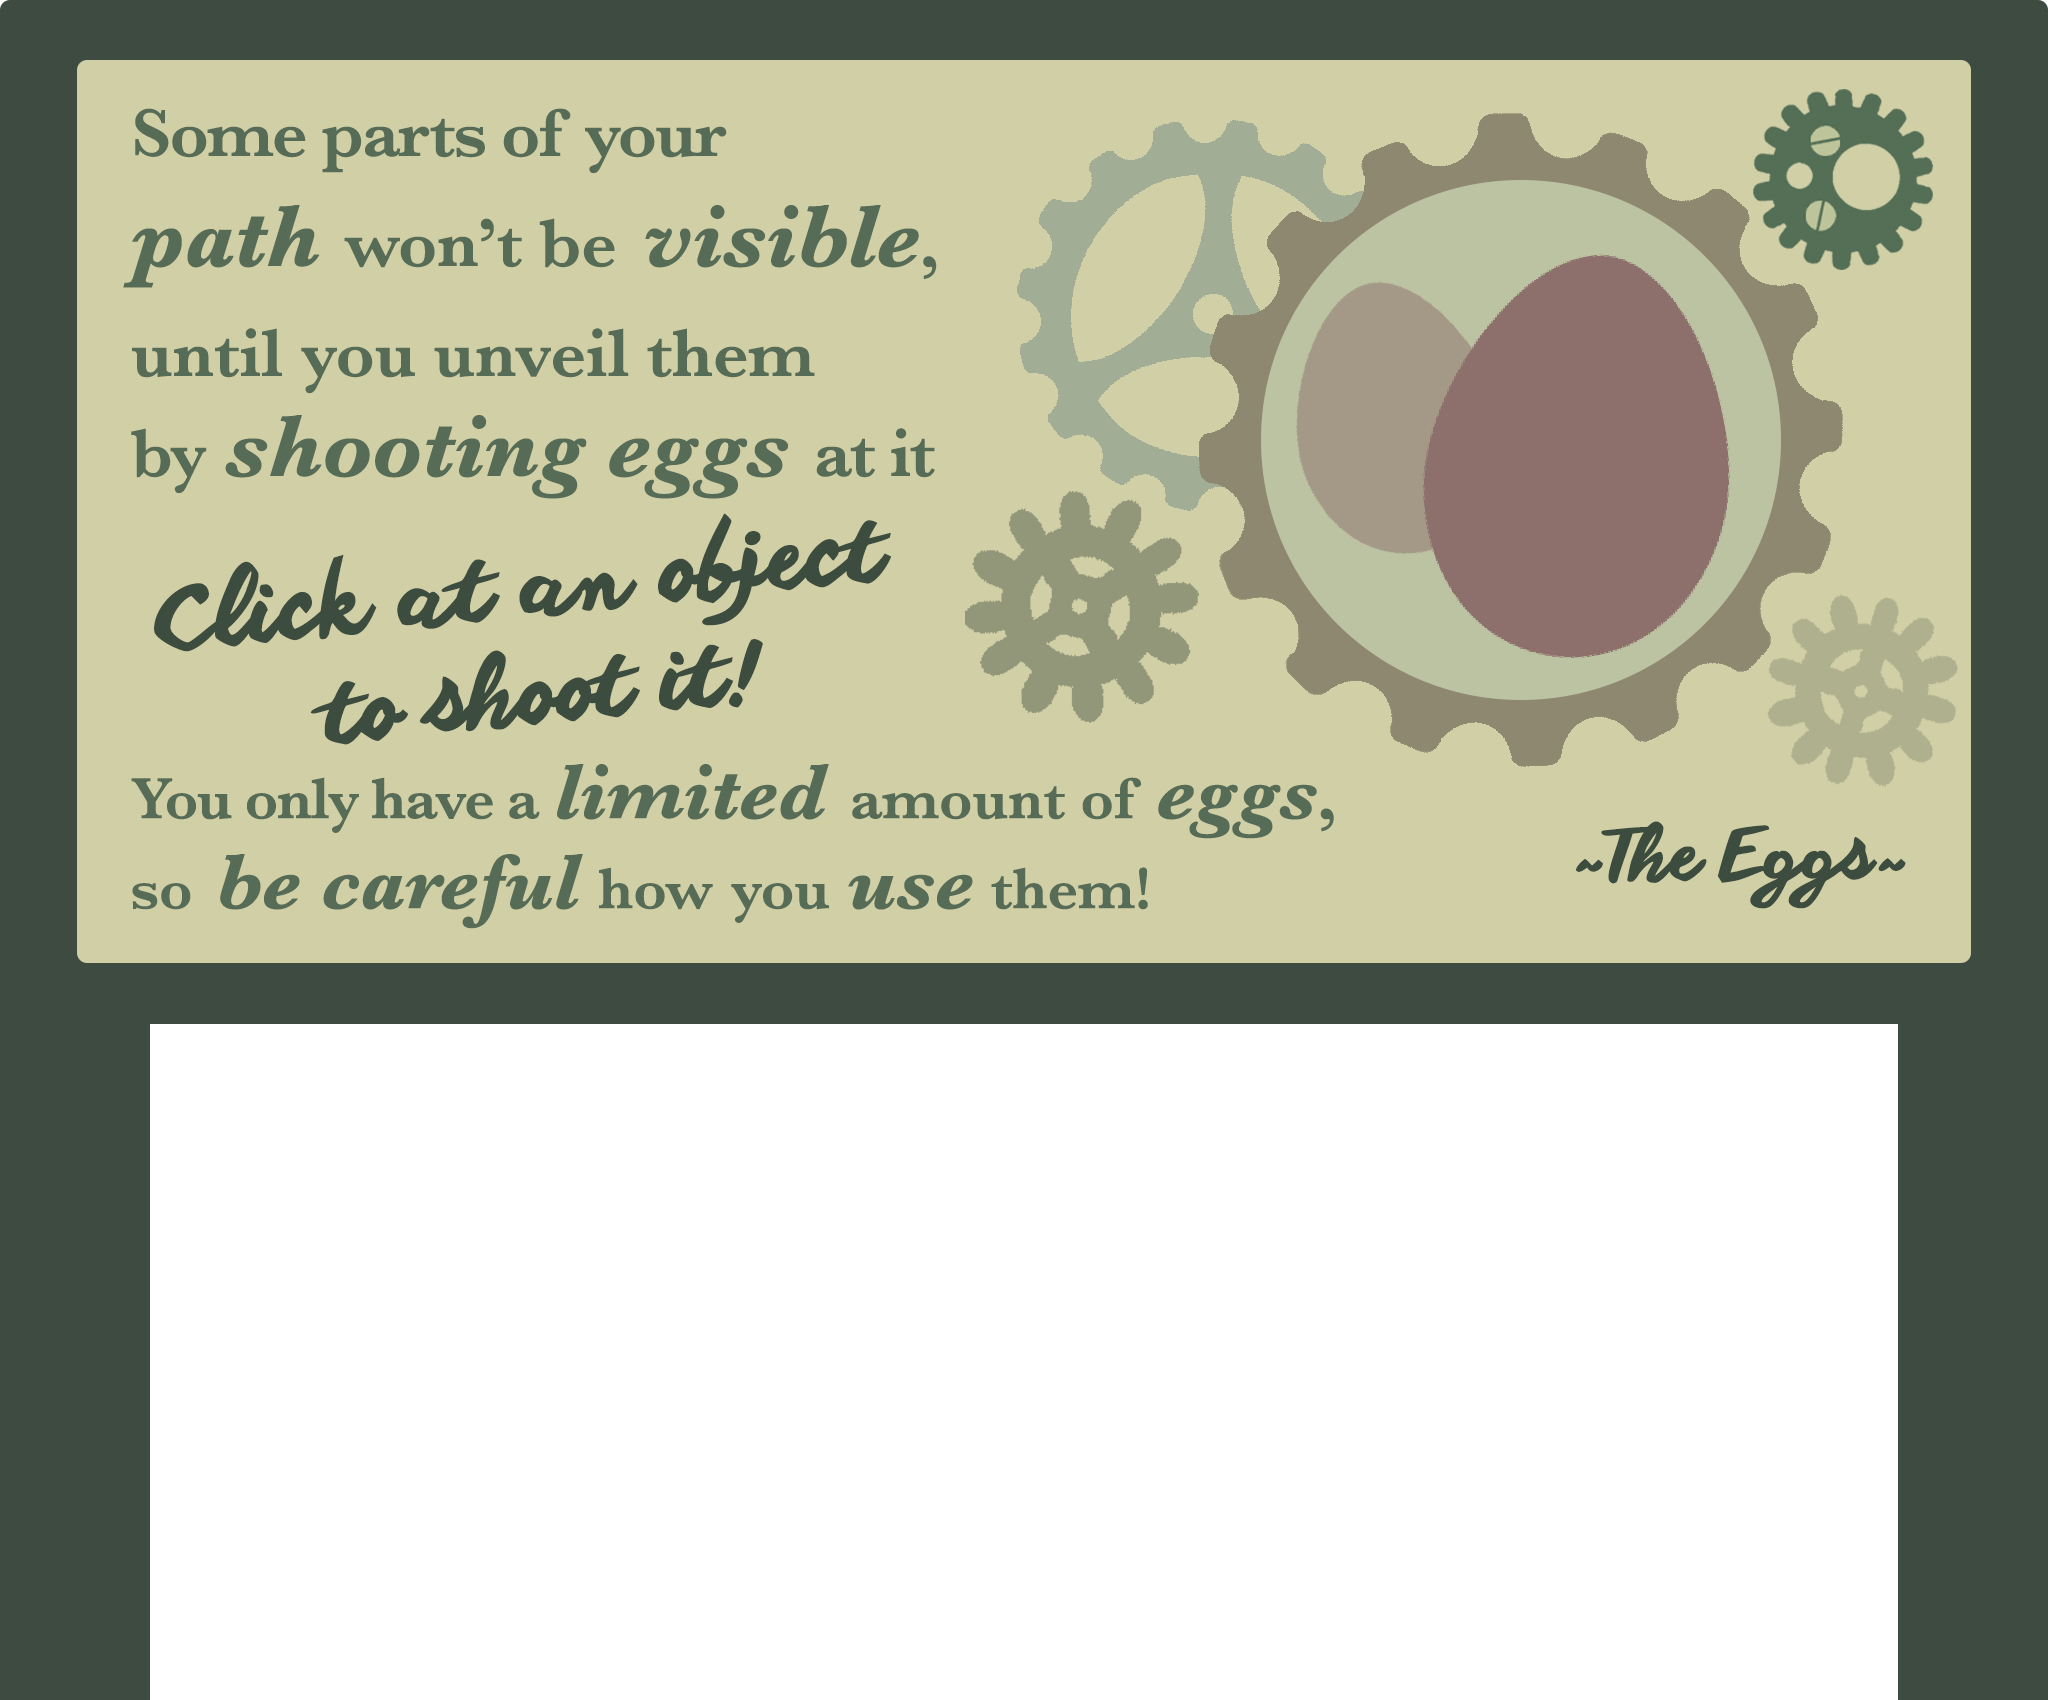 Some parts of your
path won’t be visible,
until you unveil them
by shooting eggs at it
Click at an object
to shoot it!
You only have a limited amount of eggs,
so be careful how you use them!
~The Eggs~